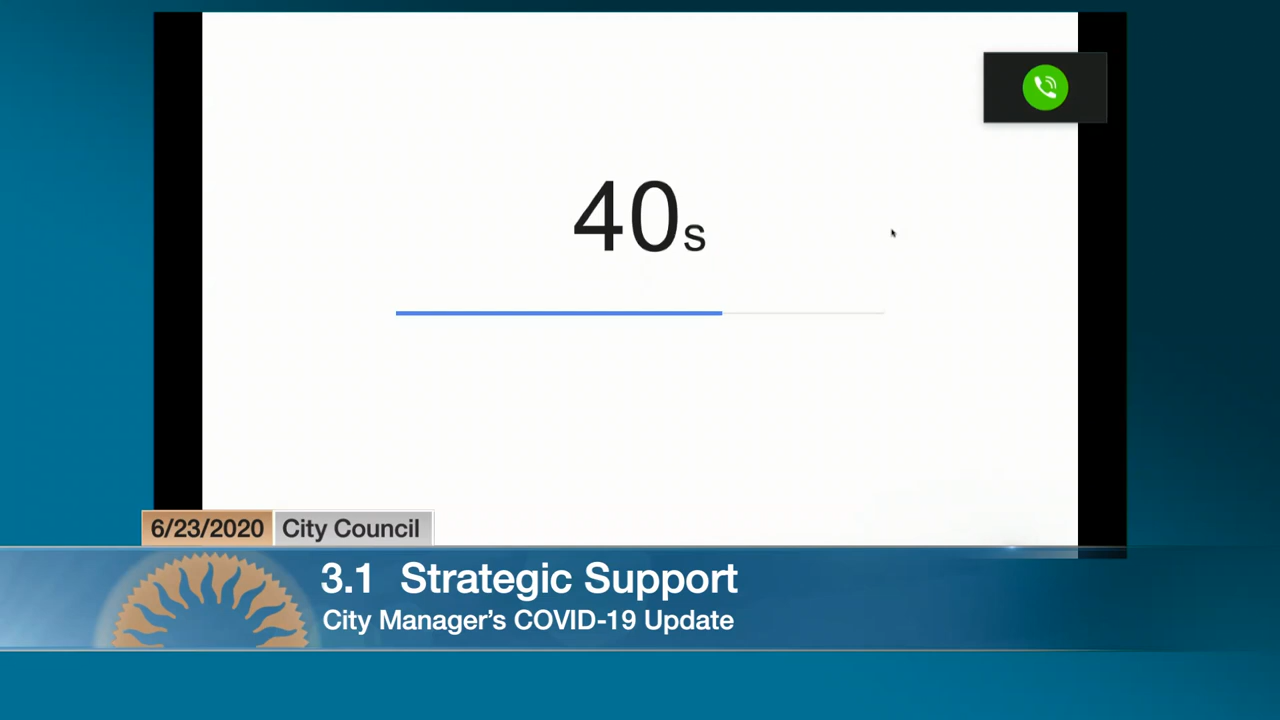 40s
6/23/2020 City Council
3.1 Strategic Support
City Manager's COVID-19 Update